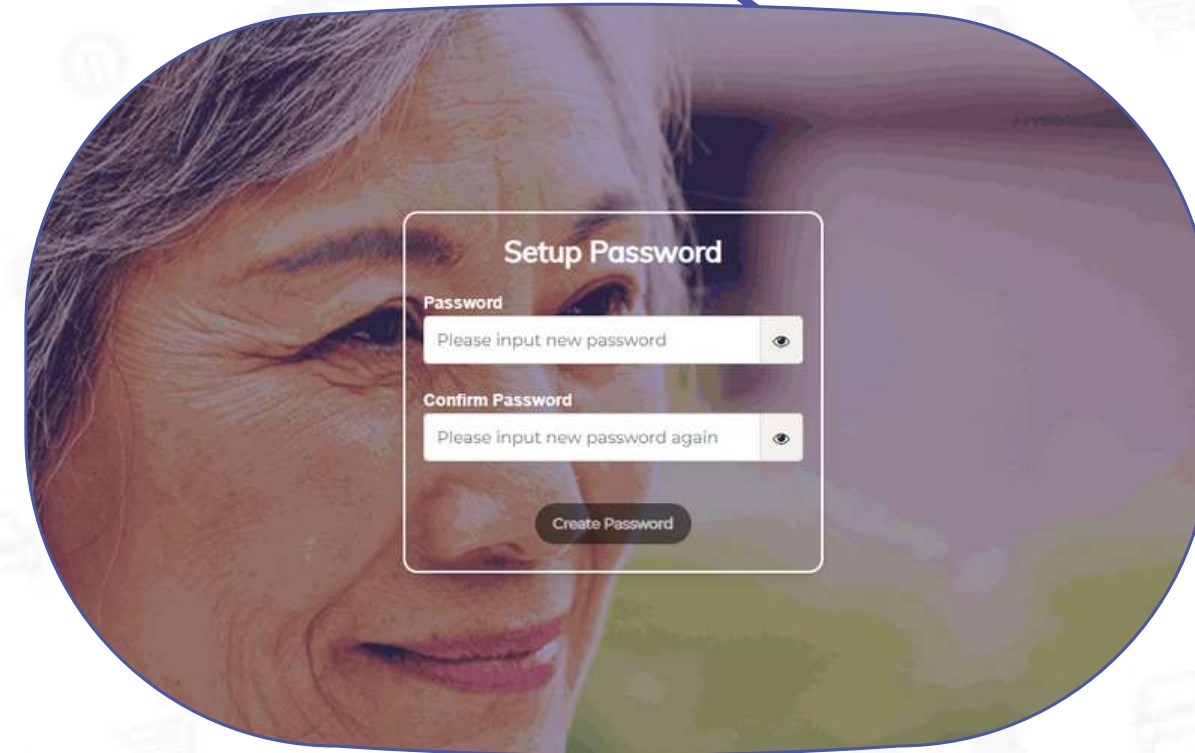 Setup Password
Password
Please input new password
Confirm Password
Please input new password again
Create Password